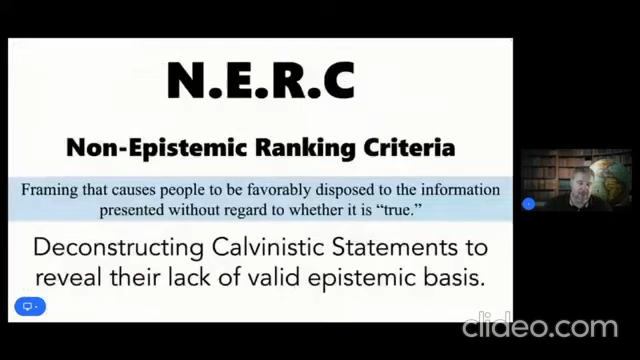 N.E.R.C
Non-Epistemic Ranking Criteria
Framing that causes people to be favorably disposed to the information
presented without regard to whether it is “true.”
Deconstructing Calvinistic Statements to
reveal their lack of valid epistemic basis.
clideo.com